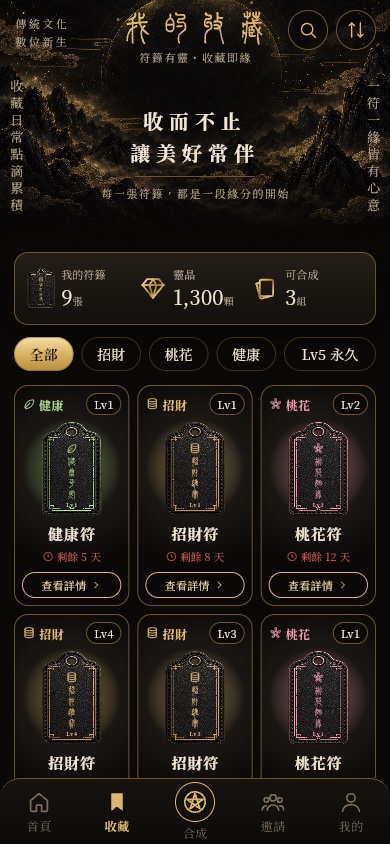 傳統文化
數位新生
我的收藏
符籙有靈・收藏即緣
收藏日常點滴累積
一符一緣皆有心意
收而不止
讓美好常伴
每一張符籙，都是一段緣分的開始
我的符籙
9張
靈晶
1,300顆
可合成
3組
全部
招財
桃花
健康
Lv5 永久
健康
Lv1
Lv1
健康符
剩餘 5 天
查看詳情
招財
Lv1
Lv1
招財符
剩餘 8 天
查看詳情
桃花
Lv2
桃花符
剩餘 12 天
查看詳情
招財
Lv4
Lv4
招財符
招財
Lv3
Lv3
招財符
桃花
Lv1
Lv1
桃花符
首頁
收藏
合成
邀請
我的